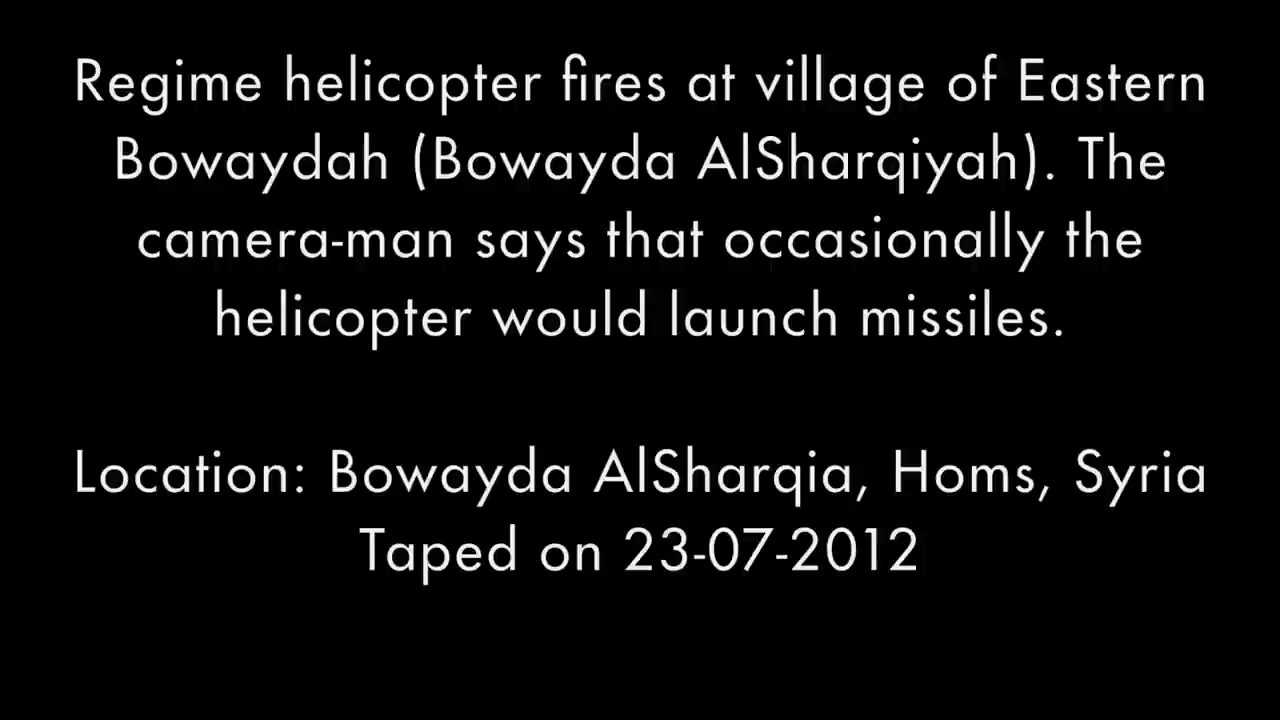 Regime helicopter fires at village of Eastern
Bowaydah (Bowayda AlSharqiyah). The
camera-man says that occasionally the
helicopter would launch missiles.
Location: Bowayda AlSharqia, Homs, Syria
Taped on 23-07-2012